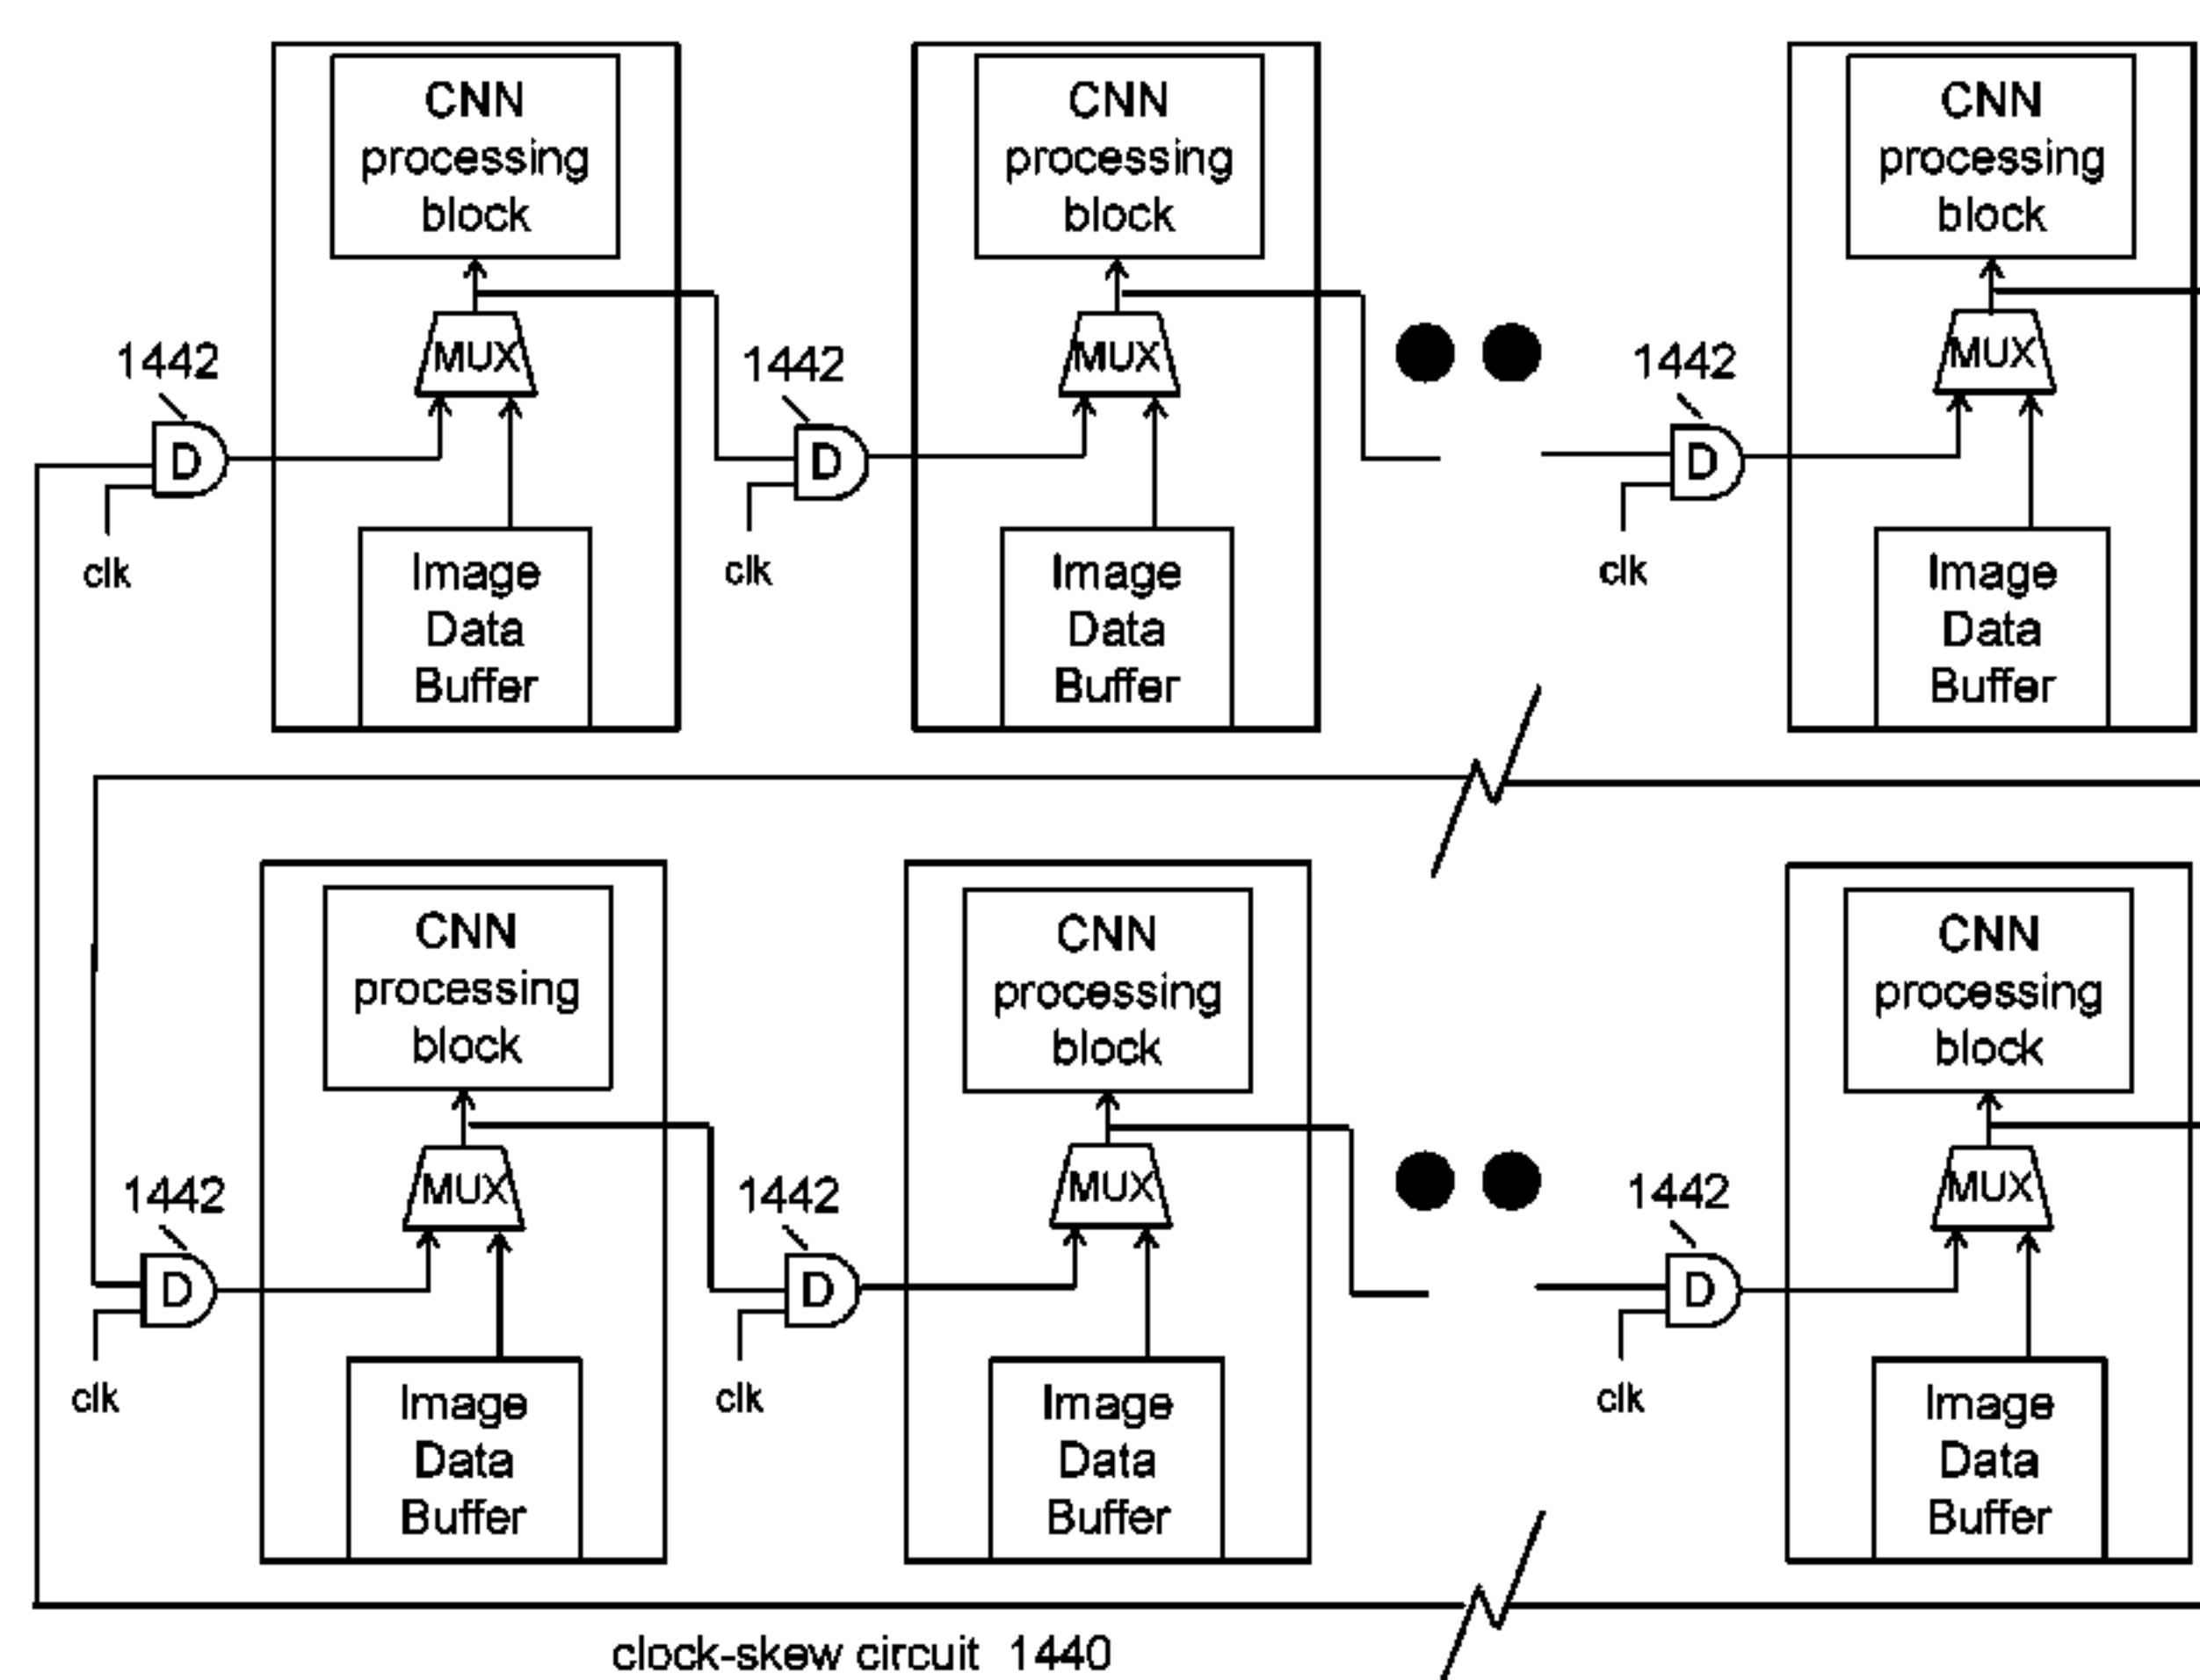 CNN
processing
block
CNN
processing
block
CNN
processing
block
1442
MUX
1442
MUX
1442
MUX
D
D
D
clk
clk
clk
Image
Data
Buffer
Image
Data
Buffer
Image
Data
Buffer
CNN
processing
block
CNN
processing
block
CNN
processing
block
1442
MUX
1442
MUX
1442
MUX
D
D
D
clk
clk
clk
Image
Data
Buffer
Image
Data
Buffer
Image
Data
Buffer
clock-skew circuit 1440